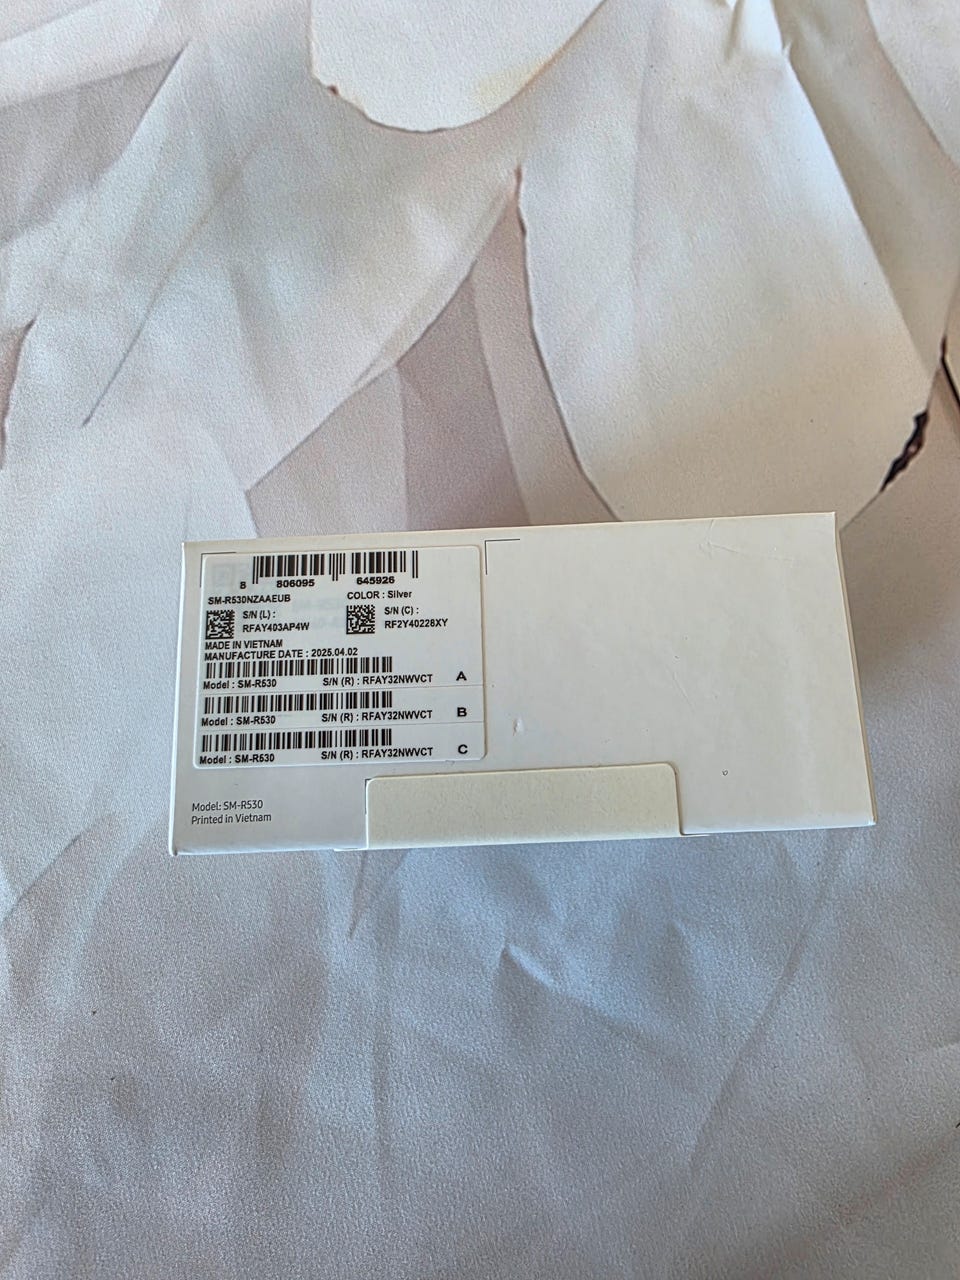 B 806095 645926
SM-R530NZAAEUB COLOR : Silver
S/N (L) : S/N (C) :
RFAY403AP4W RF2Y40228XY
MADE IN VIETNAM
MANUFACTURE DATE : 2025.04.02
Model : SM-R530 S/N (R) : RFAY32NWVCT A
Model : SM-R530 S/N (R) : RFAY32NWVCT B
Model : SM-R530 S/N (R) : RFAY32NWVCT C
Model: SM-R530
Printed in Vietnam